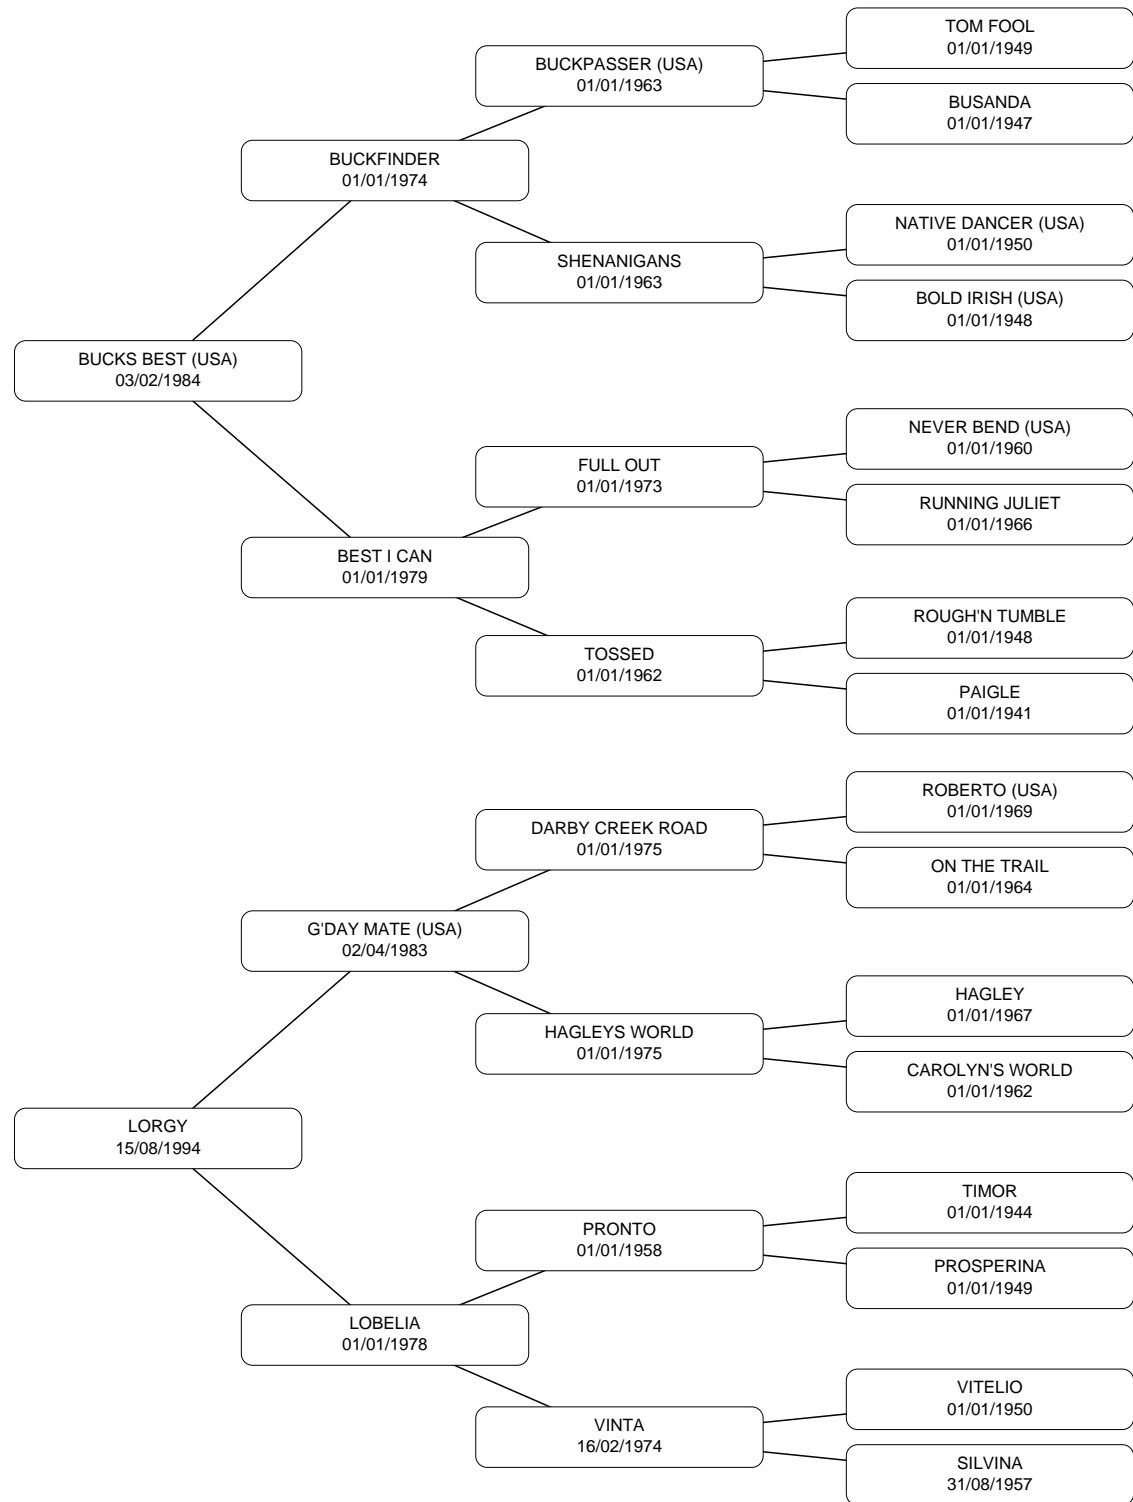 TOM FOOL
01/01/1949
BUCKPASSER (USA)
01/01/1963
BUSANDA
01/01/1947
BUCKFINDER
01/01/1974
NATIVE DANCER (USA)
01/01/1950
SHENANIGANS
01/01/1963
BOLD IRISH (USA)
01/01/1948
BUCKS BEST (USA)
03/02/1984
NEVER BEND (USA)
01/01/1960
FULL OUT
01/01/1973
RUNNING JULIET
01/01/1966
BEST I CAN
01/01/1979
ROUGH'N TUMBLE
01/01/1948
TOSSED
01/01/1962
PAIGLE
01/01/1941
ROBERTO (USA)
01/01/1969
DARBY CREEK ROAD
01/01/1975
ON THE TRAIL
01/01/1964
G'DAY MATE (USA)
02/04/1983
HAGLEY
01/01/1967
HAGLEYS WORLD
01/01/1975
CAROLYN'S WORLD
01/01/1962
LORGY
15/08/1994
TIMOR
01/01/1944
PRONTO
01/01/1958
PROSPERINA
01/01/1949
LOBELIA
01/01/1978
VITELIO
01/01/1950
VINTA
16/02/1974
SILVINA
31/08/1957